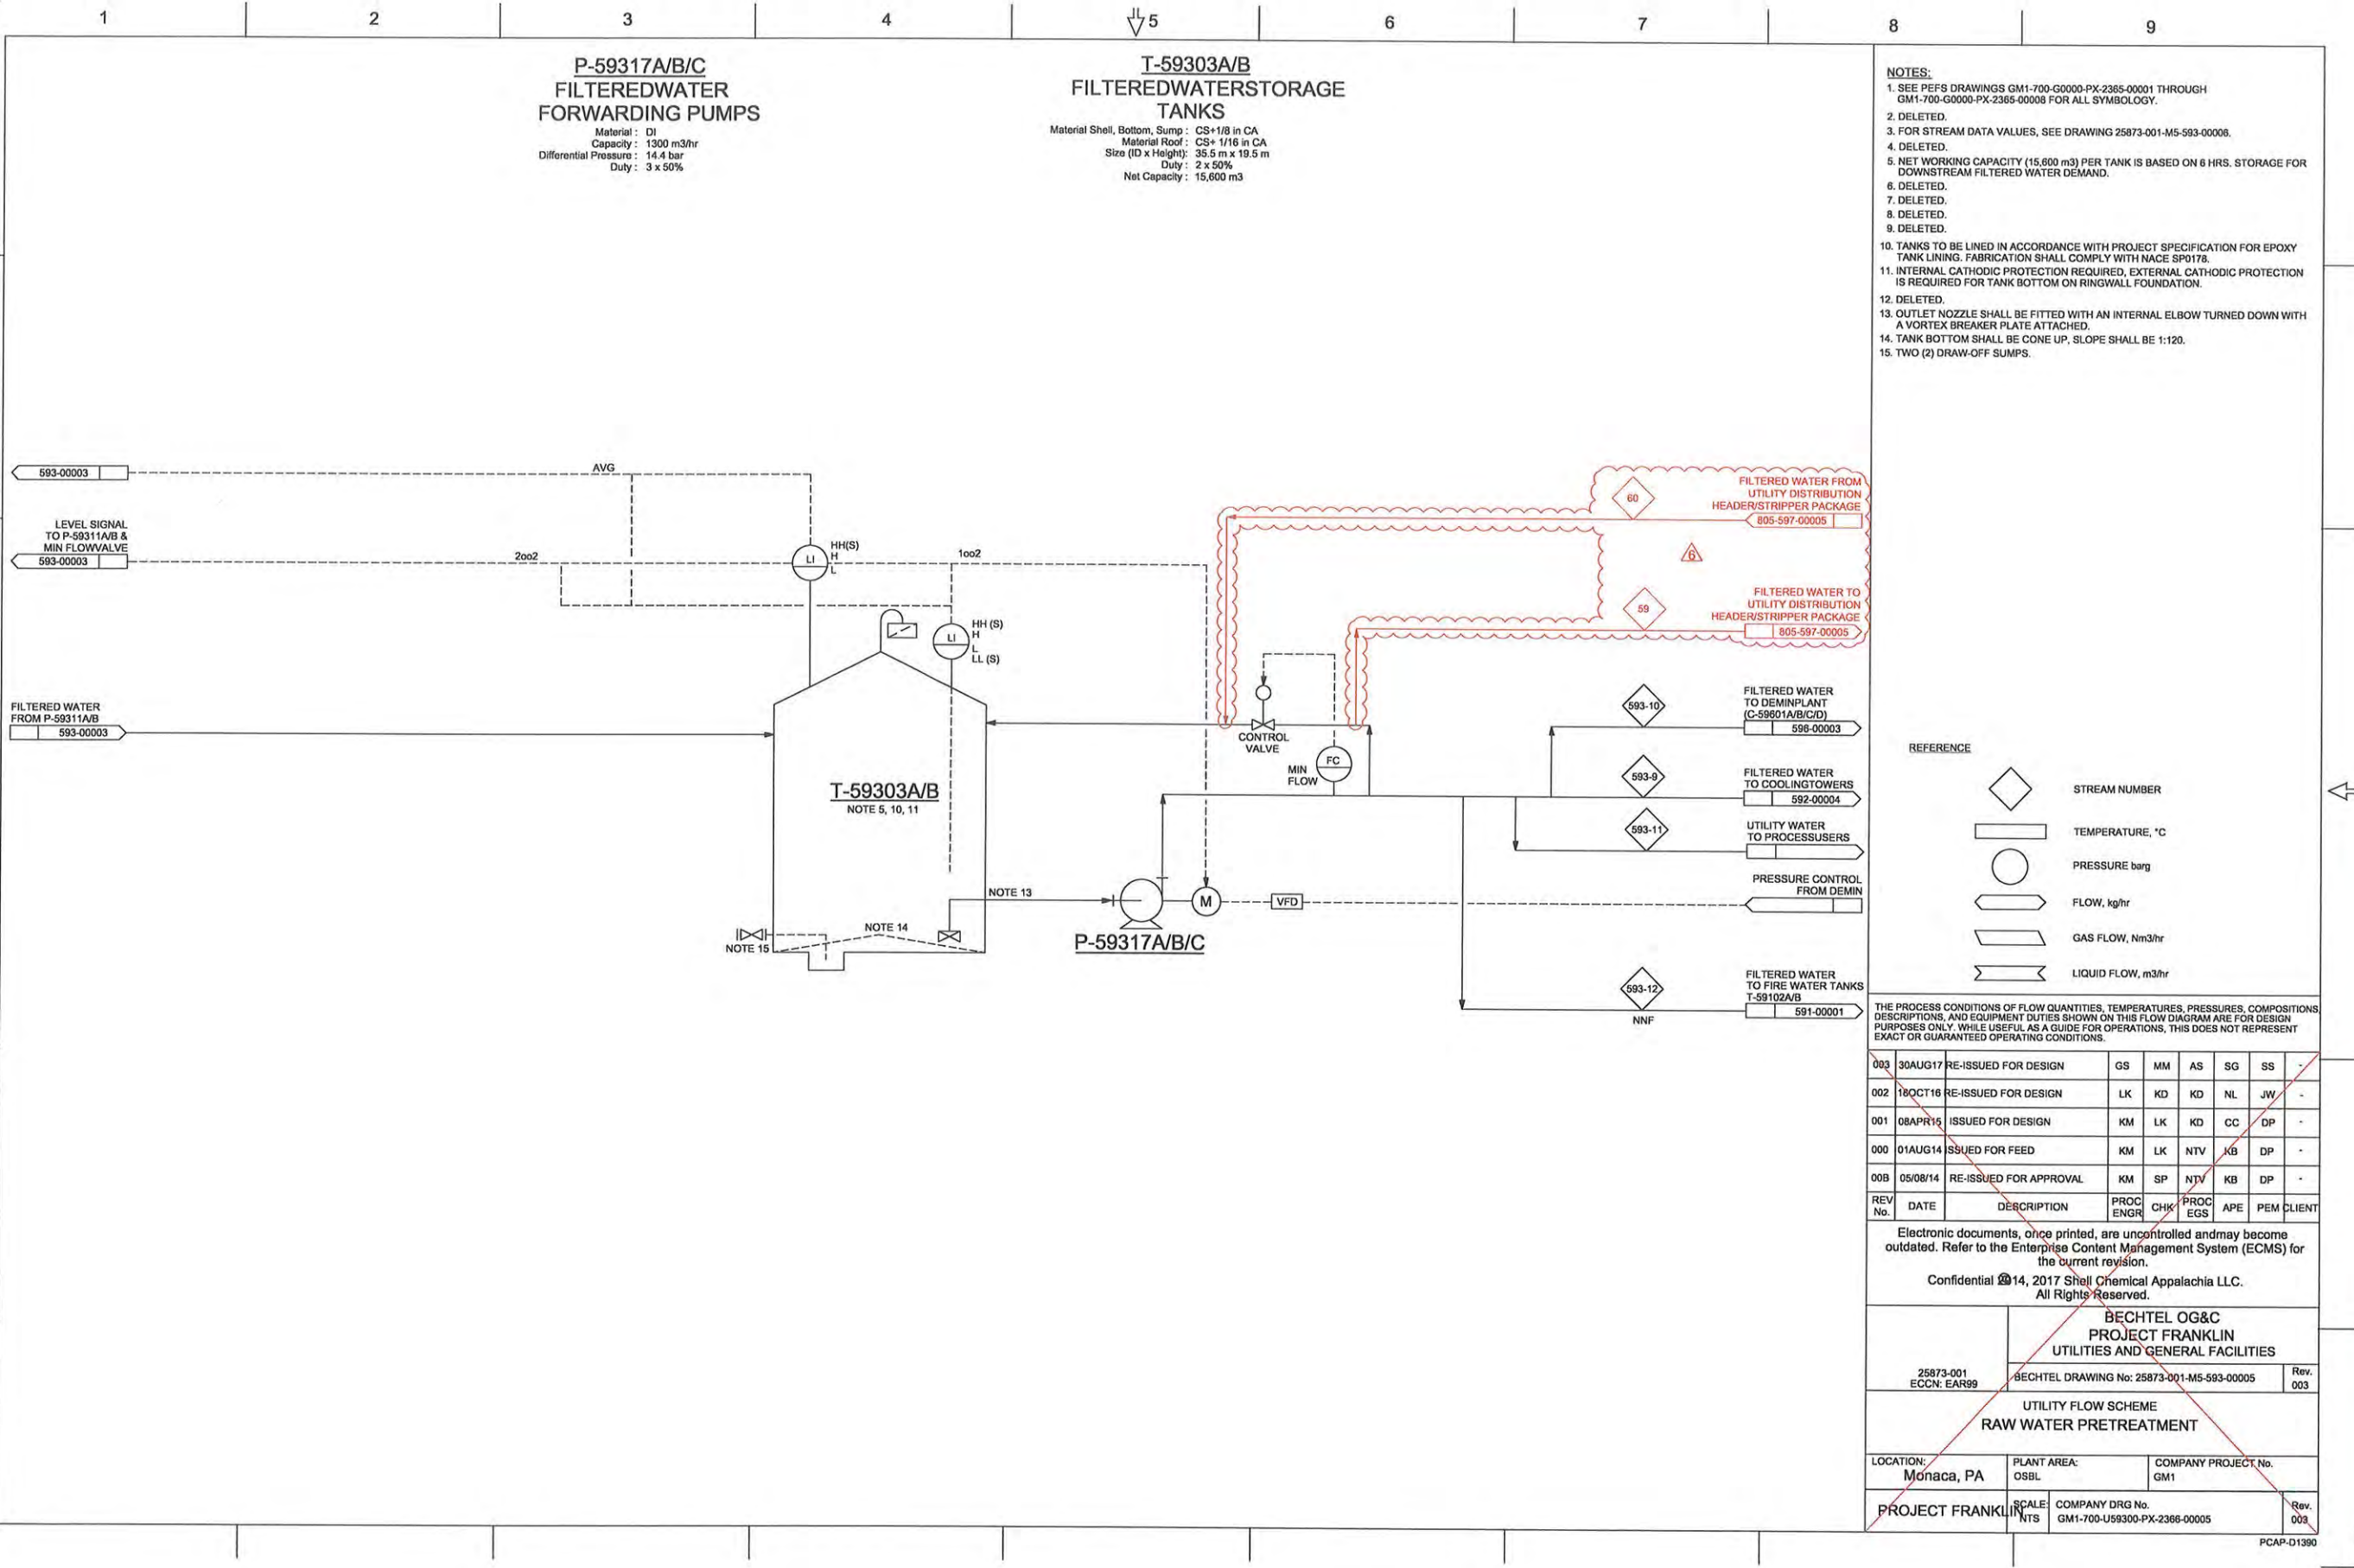 1
2
3
4
5
6
7
8
9
P-59317A/B/C
FILTEREDWATER
FORWARDING PUMPS
Material : DI
Capacity : 1300 m3/hr
Differential Pressure : 14.4 bar
Duty : 3 x 50%
T-59303A/B
FILTEREDWATERSTORAGE
TANKS
Material Shell, Bottom, Sump : CS+1/8 in CA
Material Roof : CS+ 1/16 in CA
Size (ID x Height): 35.5 m x 19.5 m
Duty : 2 x 50%
Net Capacity : 15,600 m3
NOTES:
1. SEE PEFS DRAWINGS GM1-700-G0000-PX-2365-00001 THROUGH
GM1-700-G0000-PX-2365-00008 FOR ALL SYMBOLOGY.
2. DELETED.
3. FOR STREAM DATA VALUES, SEE DRAWING 25873-001-M5-593-00006.
4. DELETED.
5. NET WORKING CAPACITY (15,600 m3) PER TANK IS BASED ON 6 HRS. STORAGE FOR
DOWNSTREAM FILTERED WATER DEMAND.
6. DELETED.
7. DELETED.
8. DELETED.
9. DELETED.
10. TANKS TO BE LINED IN ACCORDANCE WITH PROJECT SPECIFICATION FOR EPOXY
TANK LINING. FABRICATION SHALL COMPLY WITH NACE SP0178.
11. INTERNAL CATHODIC PROTECTION REQUIRED, EXTERNAL CATHODIC PROTECTION
IS REQUIRED FOR TANK BOTTOM ON RINGWALL FOUNDATION.
12. DELETED.
13. OUTLET NOZZLE SHALL BE FITTED WITH AN INTERNAL ELBOW TURNED DOWN WITH
A VORTEX BREAKER PLATE ATTACHED.
14. TANK BOTTOM SHALL BE CONE UP, SLOPE SHALL BE 1:120.
15. TWO (2) DRAW-OFF SUMPS.
593-00003
AVG
LEVEL SIGNAL
TO P-59311A/B &
MIN FLOWVALVE
593-00003
2oo2
LI
HH(S)
H
L
1oo2
LI
HH (S)
H
L
LL (S)
FILTERED WATER
FROM P-59311A/B
593-00003
T-59303A/B
NOTE 5, 10, 11
NOTE 13
NOTE 14
NOTE 15
60
FILTERED WATER FROM
UTILITY DISTRIBUTION
HEADER/STRIPPER PACKAGE
805-597-00005
6
59
FILTERED WATER TO
UTILITY DISTRIBUTION
HEADER/STRIPPER PACKAGE
805-597-00005
CONTROL
VALVE
MIN
FLOW
FC
593-10
FILTERED WATER
TO DEMINPLANT
(C-59601A/B/C/D)
596-00003
593-9
FILTERED WATER
TO COOLINGTOWERS
592-00004
593-11
UTILITY WATER
TO PROCESSUSERS
M
VFD
PRESSURE CONTROL
FROM DEMIN
P-59317A/B/C
593-12
NNF
FILTERED WATER
TO FIRE WATER TANKS
T-59102A/B
591-00001
REFERENCE
STREAM NUMBER
TEMPERATURE, °C
PRESSURE barg
FLOW, kg/hr
GAS FLOW, Nm3/hr
LIQUID FLOW, m3/hr
THE PROCESS CONDITIONS OF FLOW QUANTITIES, TEMPERATURES, PRESSURES, COMPOSITIONS,
DESCRIPTIONS, AND EQUIPMENT DUTIES SHOWN ON THIS FLOW DIAGRAM ARE FOR DESIGN
PURPOSES ONLY. WHILE USEFUL AS A GUIDE FOR OPERATIONS, THIS DOES NOT REPRESENT
EXACT OR GUARANTEED OPERATING CONDITIONS.
003 30AUG17 RE-ISSUED FOR DESIGN GS MM AS SG SS -
002 18OCT16 RE-ISSUED FOR DESIGN LK KD KD NL JW -
001 08APR15 ISSUED FOR DESIGN KM LK KD CC DP -
000 01AUG14 ISSUED FOR FEED KM LK NTV KB DP -
00B 05/08/14 RE-ISSUED FOR APPROVAL KM SP NTV KB DP -
REV No. DATE DESCRIPTION PROC ENGR CHK PROC EGS APE PEM CLIENT
Electronic documents, once printed, are uncontrolled andmay become
outdated. Refer to the Enterprise Content Management System (ECMS) for
the current revision.
Confidential ©2014, 2017 Shell Chemical Appalachia LLC.
All Rights Reserved.
BECHTEL OG&C
PROJECT FRANKLIN
UTILITIES AND GENERAL FACILITIES
25873-001
ECCN: EAR99
BECHTEL DRAWING No: 25873-001-M5-593-00005
Rev.
003
UTILITY FLOW SCHEME
RAW WATER PRETREATMENT
LOCATION:
Monaca, PA
PLANT AREA:
OSBL
COMPANY PROJECT No.
GM1
PROJECT FRANKLIN
SCALE:
NTS
COMPANY DRG No.
GM1-700-U59300-PX-2366-00005
Rev.
003
PCAP-D1390